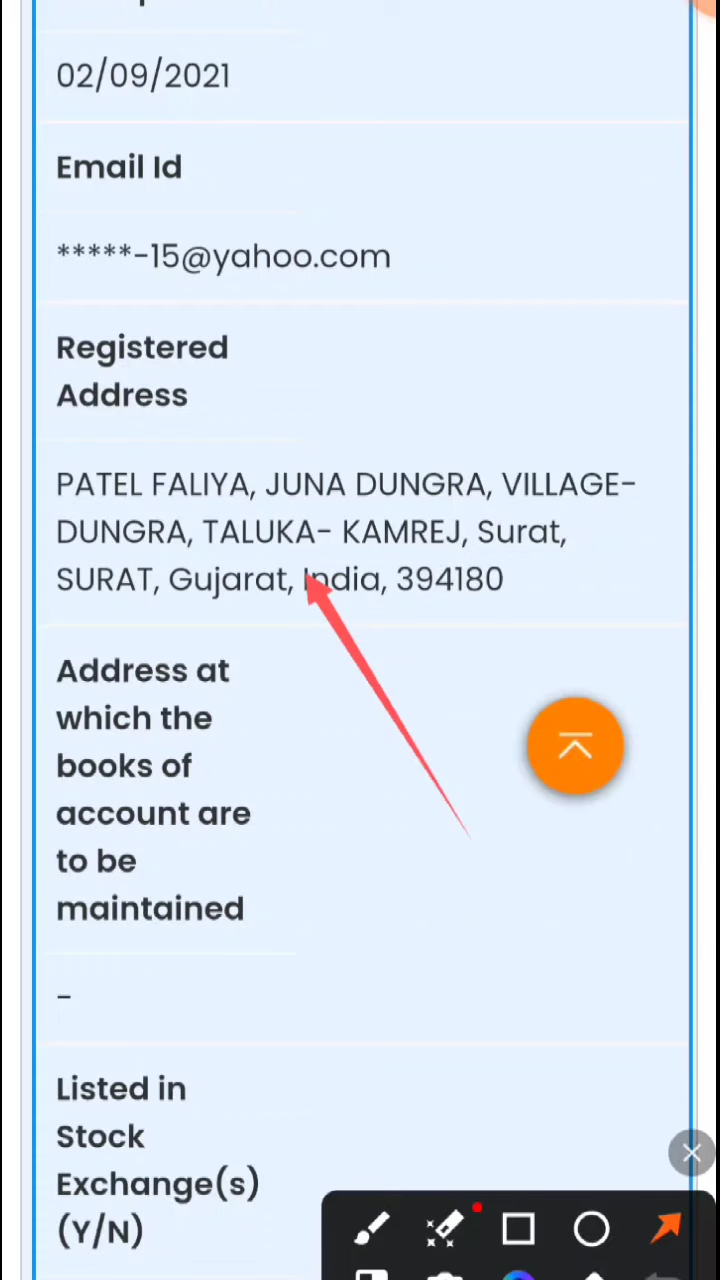 02/09/2021
Email Id
*****-15@yahoo.com
Registered
Address
PATEL FALIYA, JUNA DUNGRA, VILLAGE-
DUNGRA, TALUKA- KAMREJ, Surat,
SURAT, Gujarat, India, 394180
Address at
which the
books of
account are
to be
maintained
-
Listed in
Stock
Exchange(s)
(Y/N)